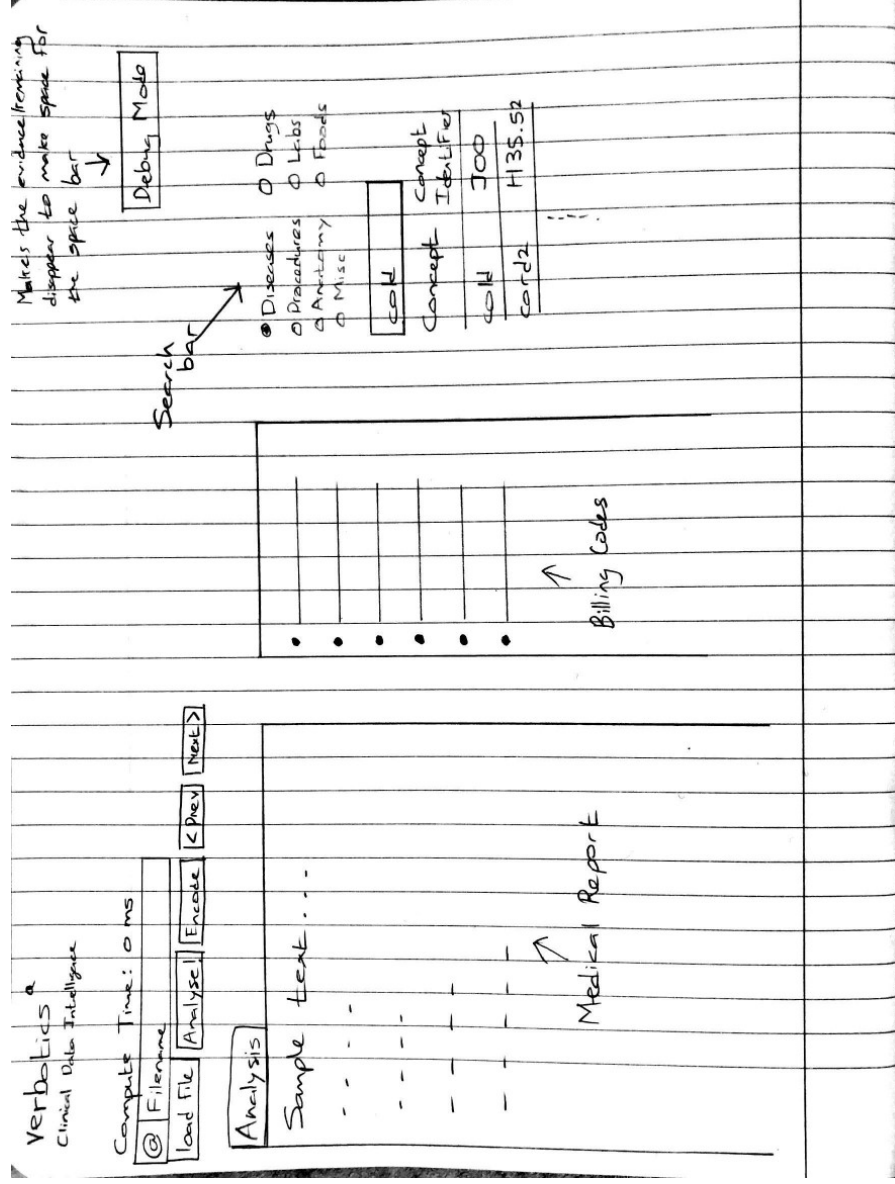 Verbotics a
Clinical Data Intelligence
Compute Time: 0 ms
@ Filename
load File Analyse! Encode < Prev Next >
Analysis
Sample text . . .
Medical Report
Billing Codes
Makes the evidence/remaining
disappear to make space for
the space bar
Debug Mode
Search
bar
Diseases Drugs
Procedures Labs
Anatomy Foods
Misc
cold
Concept Concept
Identifier
cold J00
cord2 H35.52